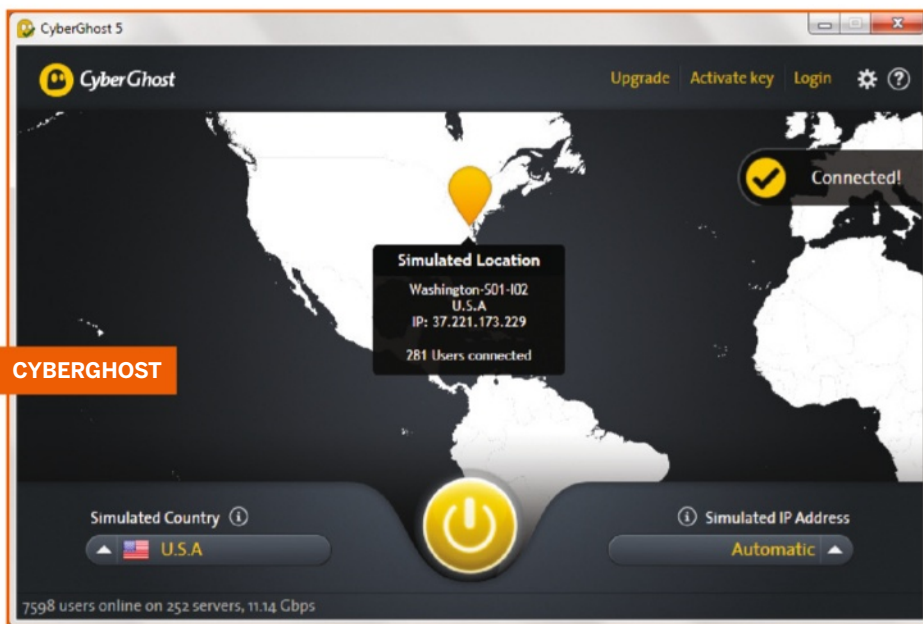 CyberGhost 5
CyberGhost
Upgrade Activate key Login
Connected!
Simulated Location
Washington-S01-I02
U.S.A
IP: 37.221.173.229
281 Users connected
CYBERGHOST
Simulated Country
Simulated IP Address
U.S.A
Automatic
7598 users online on 252 servers, 11.14 Gbps